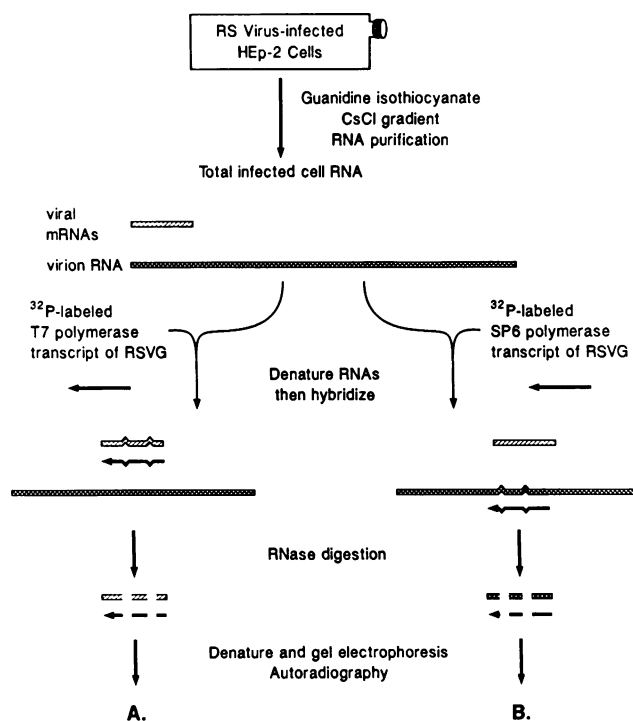 RS Virus-infected
HEp-2 Cells
Guanidine isothiocyanate
CsCl gradient
RNA purification
Total infected cell RNA
viral
mRNAs
virion RNA
32P-labeled
T7 polymerase
transcript of RSVG
32P-labeled
SP6 polymerase
transcript of RSVG
Denature RNAs
then hybridize
RNase digestion
Denature and gel electrophoresis
Autoradiography
A.
B.